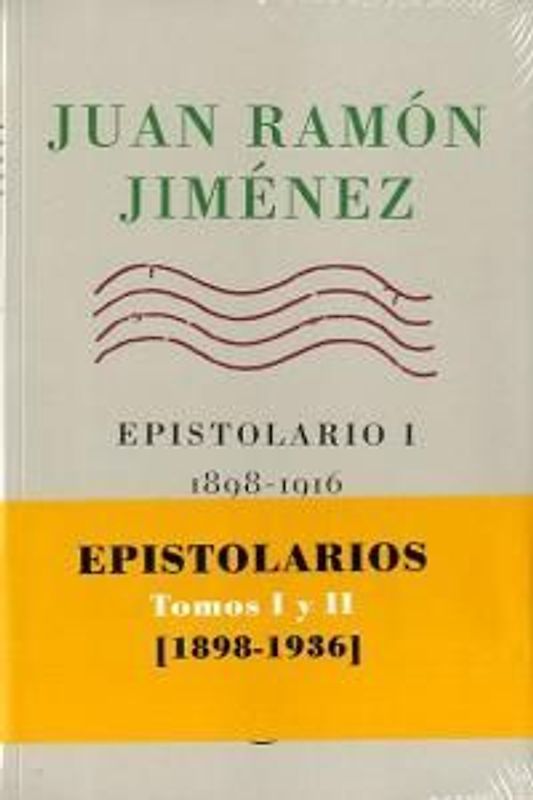 JUAN RAMÓN
JIMÉNEZ
EPISTOLARIO I
1898-1916
EPISTOLARIOS
Tomos I y II
[1898-1936]